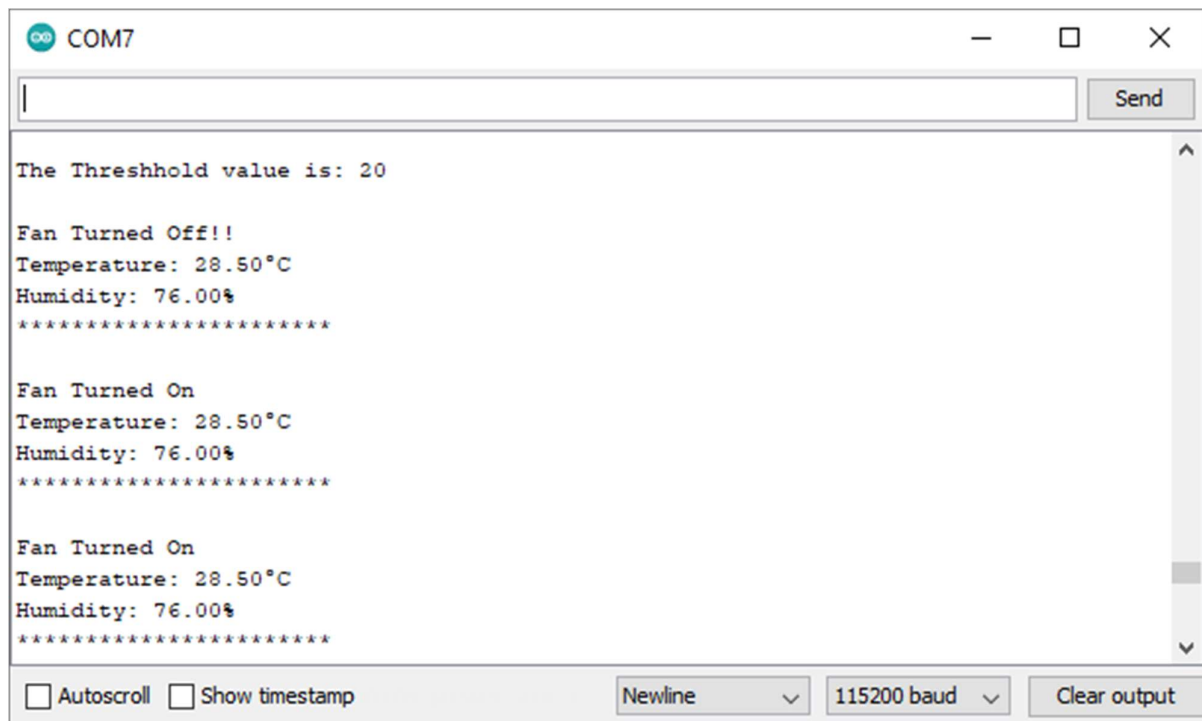 COM7
Send
The Threshhold value is: 20
Fan Turned Off!!
Temperature: 28.50°C
Humidity: 76.00%
***********************
Fan Turned On
Temperature: 28.50°C
Humidity: 76.00%
***********************
Fan Turned On
Temperature: 28.50°C
Humidity: 76.00%
***********************
Autoscroll Show timestamp Newline 115200 baud Clear output